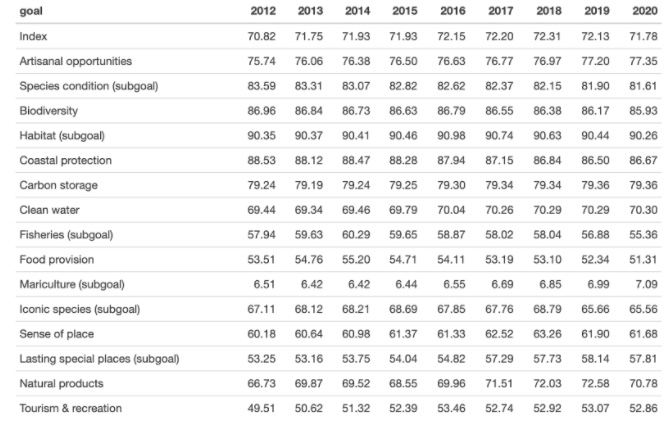 goal 2012 2013 2014 2015 2016 2017 2018 2019 2020
Index 70.82 71.75 71.93 71.93 72.15 72.20 72.31 72.13 71.78
Artisanal opportunities 75.74 76.06 76.38 76.50 76.63 76.77 76.97 77.20 77.35
Species condition (subgoal) 83.59 83.31 83.07 82.82 82.62 82.37 82.15 81.90 81.61
Biodiversity 86.96 86.84 86.73 86.63 86.79 86.55 86.38 86.17 85.93
Habitat (subgoal) 90.35 90.37 90.41 90.46 90.98 90.74 90.63 90.44 90.26
Coastal protection 88.53 88.12 88.47 88.28 87.94 87.15 86.84 86.50 86.67
Carbon storage 79.24 79.19 79.24 79.25 79.30 79.34 79.34 79.36 79.36
Clean water 69.44 69.34 69.46 69.79 70.04 70.26 70.29 70.29 70.30
Fisheries (subgoal) 57.94 59.63 60.29 59.65 58.87 58.02 58.04 56.88 55.36
Food provision 53.51 54.76 55.20 54.71 54.11 53.19 53.10 52.34 51.31
Mariculture (subgoal) 6.51 6.42 6.42 6.44 6.55 6.69 6.85 6.99 7.09
Iconic species (subgoal) 67.11 68.12 68.21 68.69 67.85 67.76 68.79 65.66 65.56
Sense of place 60.18 60.64 60.98 61.37 61.33 62.52 63.26 61.90 61.68
Lasting special places (subgoal) 53.25 53.16 53.75 54.04 54.82 57.29 57.73 58.14 57.81
Natural products 66.73 69.87 69.52 68.55 69.96 71.51 72.03 72.58 70.78
Tourism & recreation 49.51 50.62 51.32 52.39 53.46 52.74 52.92 53.07 52.86